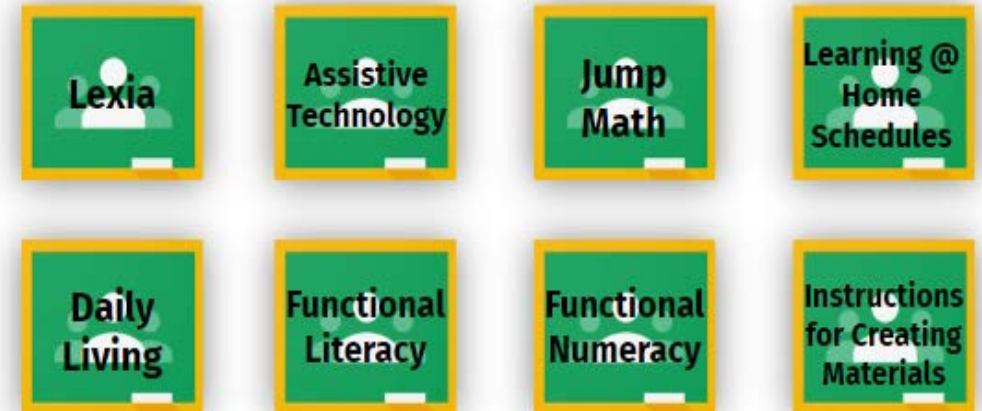 Lexia
Assistive
Technology
Jump
Math
Learning @
Home
Schedules
Daily
Living
Functional
Literacy
Functional
Numeracy
Instructions
for Creating
Materials